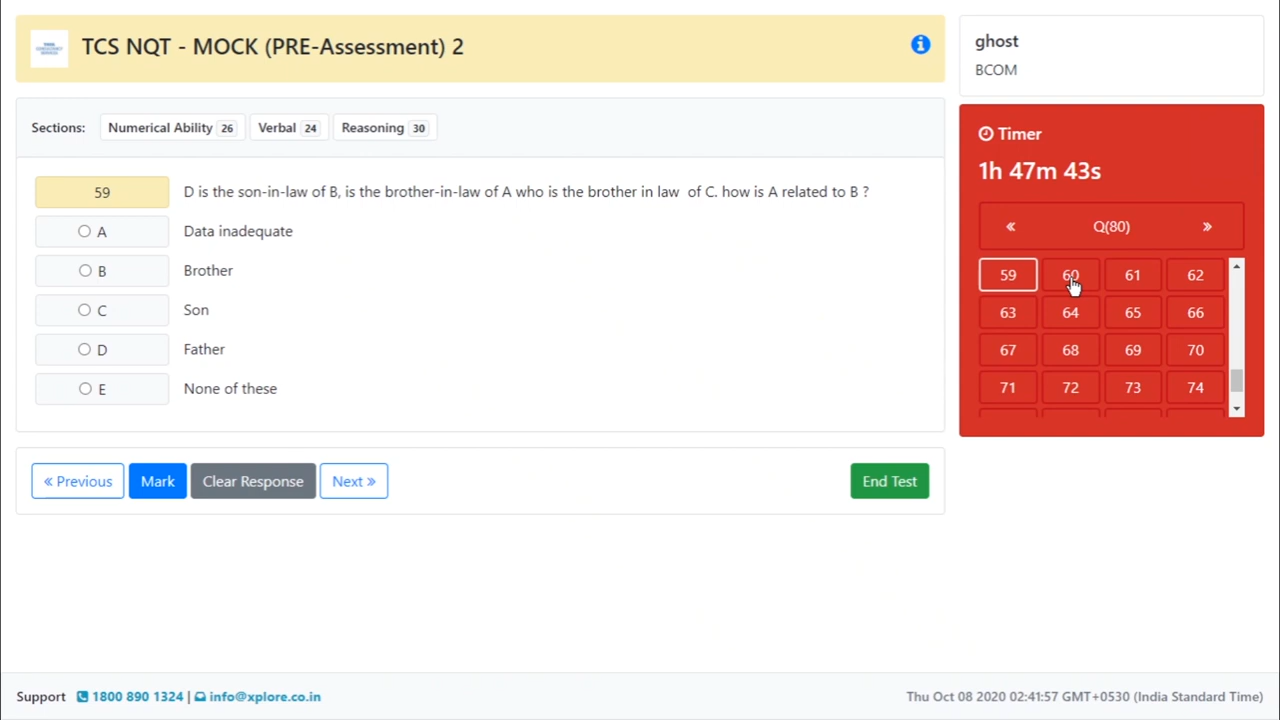 TCS NQT - MOCK (PRE-Assessment) 2
ghost
BCOM
Sections: Numerical Ability 26 Verbal 24 Reasoning 30
Timer
1h 47m 43s
« Q(80) »
59 D is the son-in-law of B, is the brother-in-law of A who is the brother in law of C. how is A related to B ?
A Data inadequate
B Brother
C Son
D Father
E None of these
59 60 61 62
63 64 65 66
67 68 69 70
71 72 73 74
« Previous Mark Clear Response Next » End Test
Support 1800 890 1324 | info@xplore.co.in
Thu Oct 08 2020 02:41:57 GMT+0530 (India Standard Time)